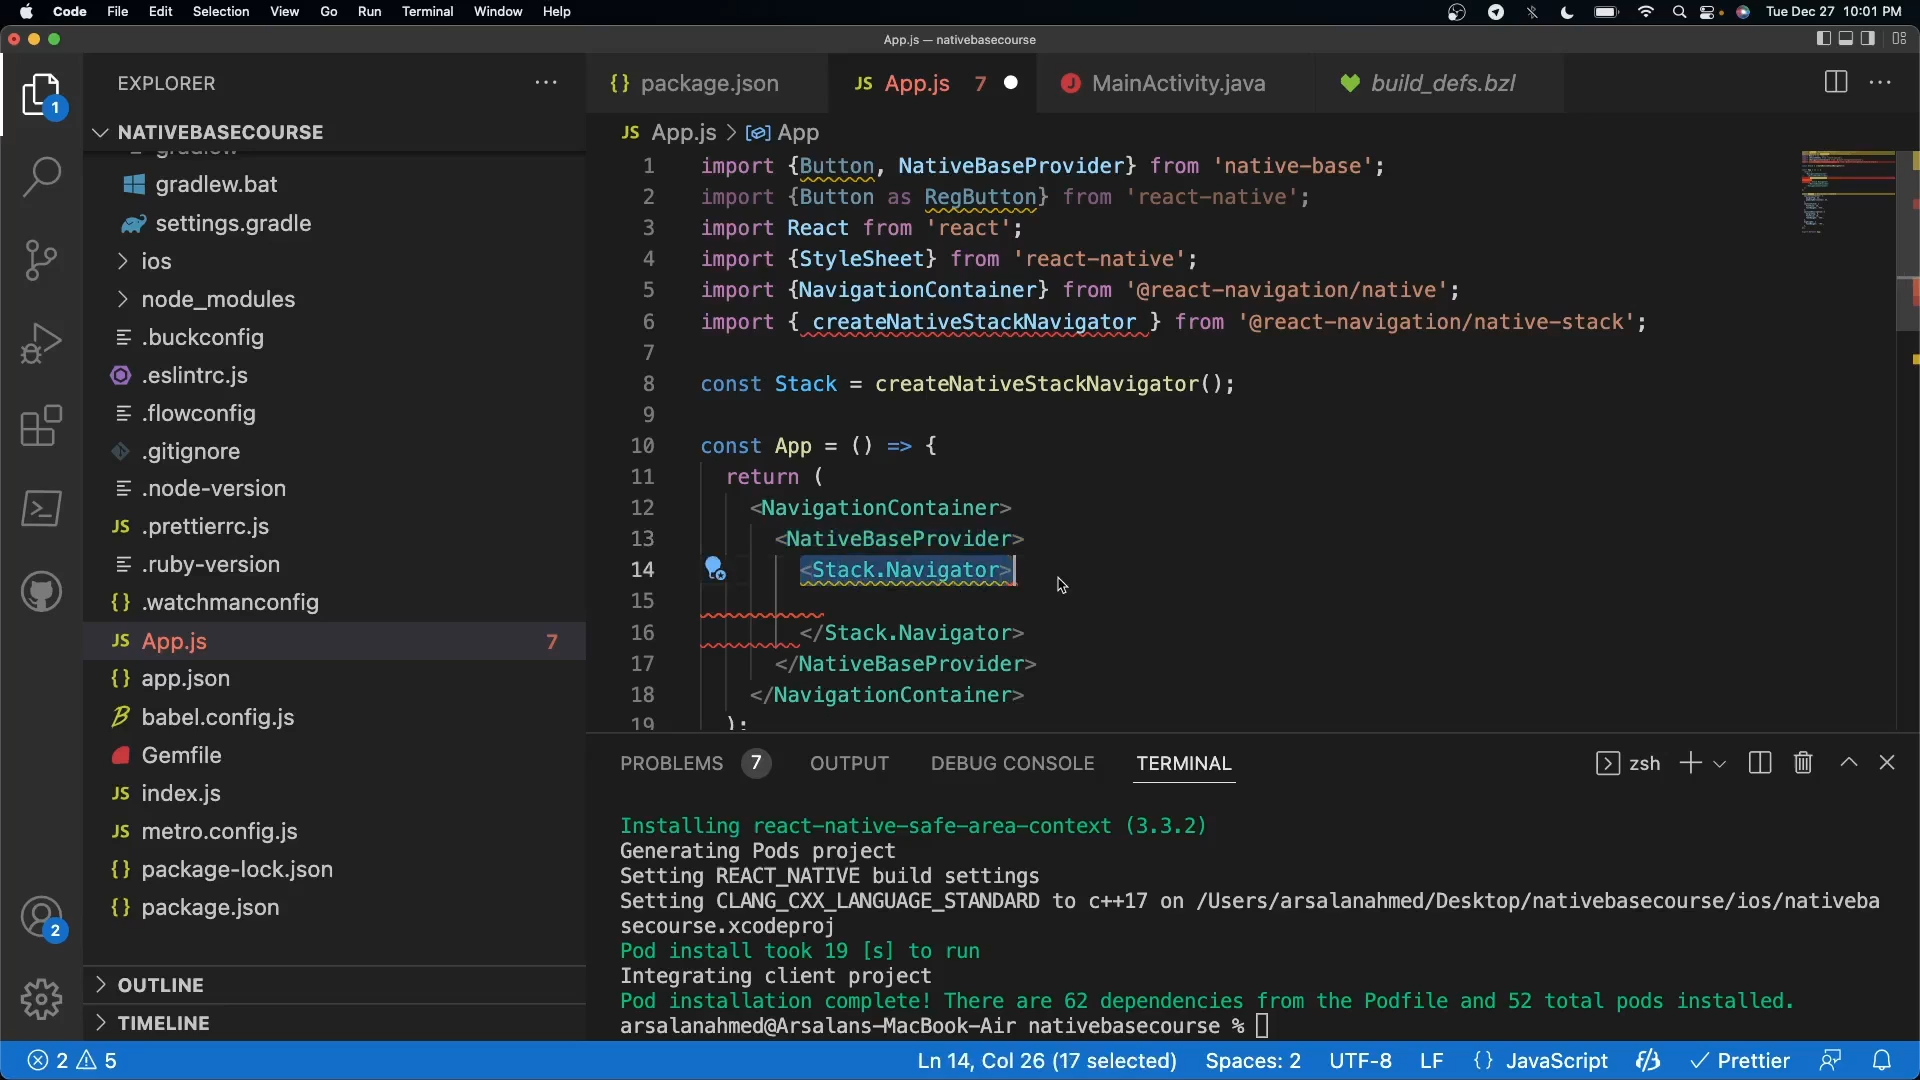 Code File Edit Selection View Go Run Terminal Window Help Tue Dec 27 10:01 PM
App.js — nativebasecourse
EXPLORER
{} package.json JS App.js 7 MainActivity.java build_defs.bzl
NATIVEBASECOURSE
JS App.js > App
gradlew
gradlew.bat
settings.gradle
ios
node_modules
.buckconfig
.eslintrc.js
.flowconfig
.gitignore
.node-version
JS .prettierrc.js
.ruby-version
{} .watchmanconfig
JS App.js 7
{} app.json
babel.config.js
Gemfile
JS index.js
JS metro.config.js
{} package-lock.json
{} package.json
OUTLINE
TIMELINE
1
2
1 import {Button, NativeBaseProvider} from 'native-base';
2 import {Button as RegButton} from 'react-native';
3 import React from 'react';
4 import {StyleSheet} from 'react-native';
5 import {NavigationContainer} from '@react-navigation/native';
6 import { createNativeStackNavigator } from '@react-navigation/native-stack';
7
8 const Stack = createNativeStackNavigator();
9
10 const App = () => {
11 return (
12 <NavigationContainer>
13 <NativeBaseProvider>
14 <Stack.Navigator>
15
16 </Stack.Navigator>
17 </NativeBaseProvider>
18 </NavigationContainer>
19 );
PROBLEMS 7 OUTPUT DEBUG CONSOLE TERMINAL zsh
Installing react-native-safe-area-context (3.3.2)
Generating Pods project
Setting REACT_NATIVE build settings
Setting CLANG_CXX_LANGUAGE_STANDARD to c++17 on /Users/arsalanahmed/Desktop/nativebasecourse/ios/nativeba
secourse.xcodeproj
Pod install took 19 [s] to run
Integrating client project
Pod installation complete! There are 62 dependencies from the Podfile and 52 total pods installed.
arsalanahmed@Arsalans-MacBook-Air nativebasecourse %
2 5 Ln 14, Col 26 (17 selected) Spaces: 2 UTF-8 LF {} JavaScript Prettier